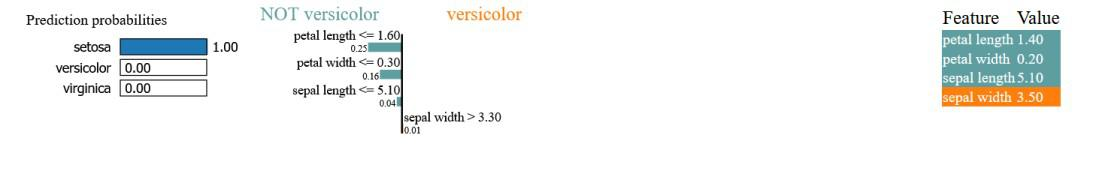 Prediction probabilities
setosa 1.00
versicolor 0.00
virginica 0.00
NOT versicolor versicolor
petal length <= 1.60
0.25
petal width <= 0.30
0.16
sepal length <= 5.10
0.04
sepal width > 3.30
0.01
Feature Value
petal length 1.40
petal width 0.20
sepal length 5.10
sepal width 3.50